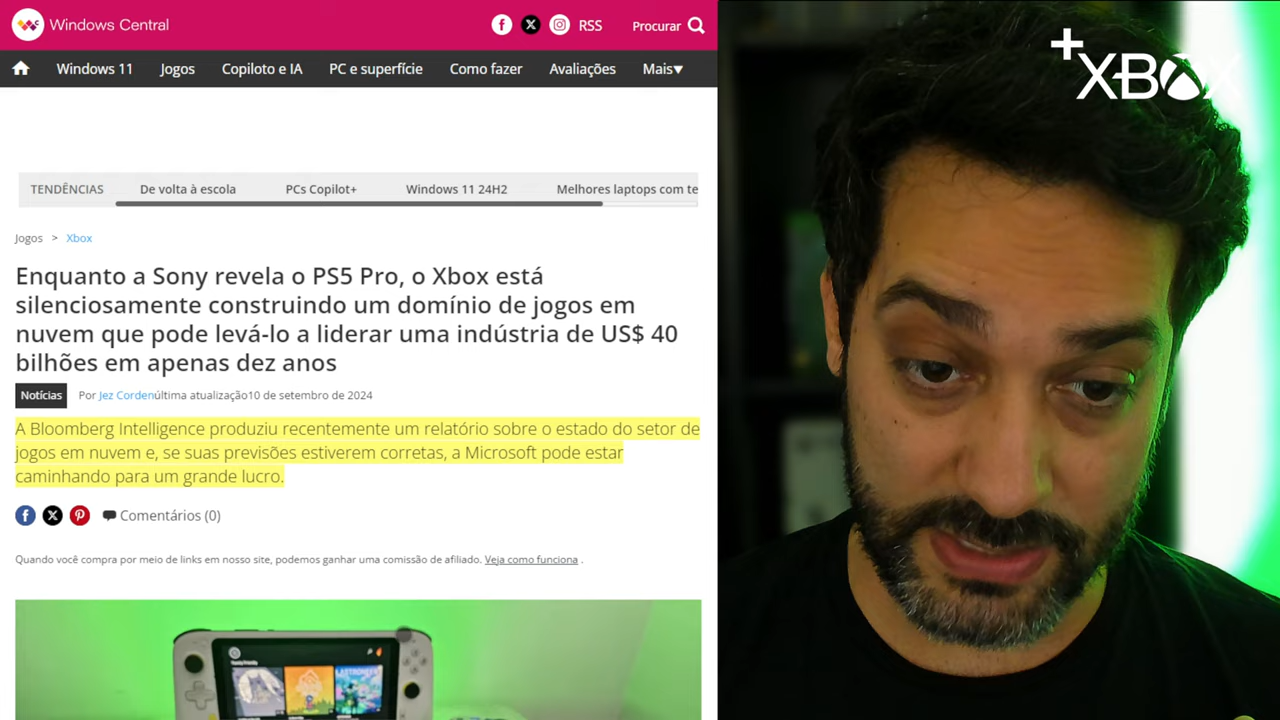 Windows Central
RSS
Procurar
Windows 11
Jogos
Copiloto e IA
PC e superfície
Como fazer
Avaliações
Mais▾
TENDÊNCIAS
De volta à escola
PCs Copilot+
Windows 11 24H2
Melhores laptops com te
Jogos > Xbox
Enquanto a Sony revela o PS5 Pro, o Xbox está
silenciosamente construindo um domínio de jogos em
nuvem que pode levá-lo a liderar uma indústria de US$ 40
bilhões em apenas dez anos
Notícias
Por Jez Cordenúltima atualização10 de setembro de 2024
A Bloomberg Intelligence produziu recentemente um relatório sobre o estado do setor de
jogos em nuvem e, se suas previsões estiverem corretas, a Microsoft pode estar
caminhando para um grande lucro.
Comentários (0)
Quando você compra por meio de links em nosso site, podemos ganhar uma comissão de afiliado. Veja como funciona .
+XBOX